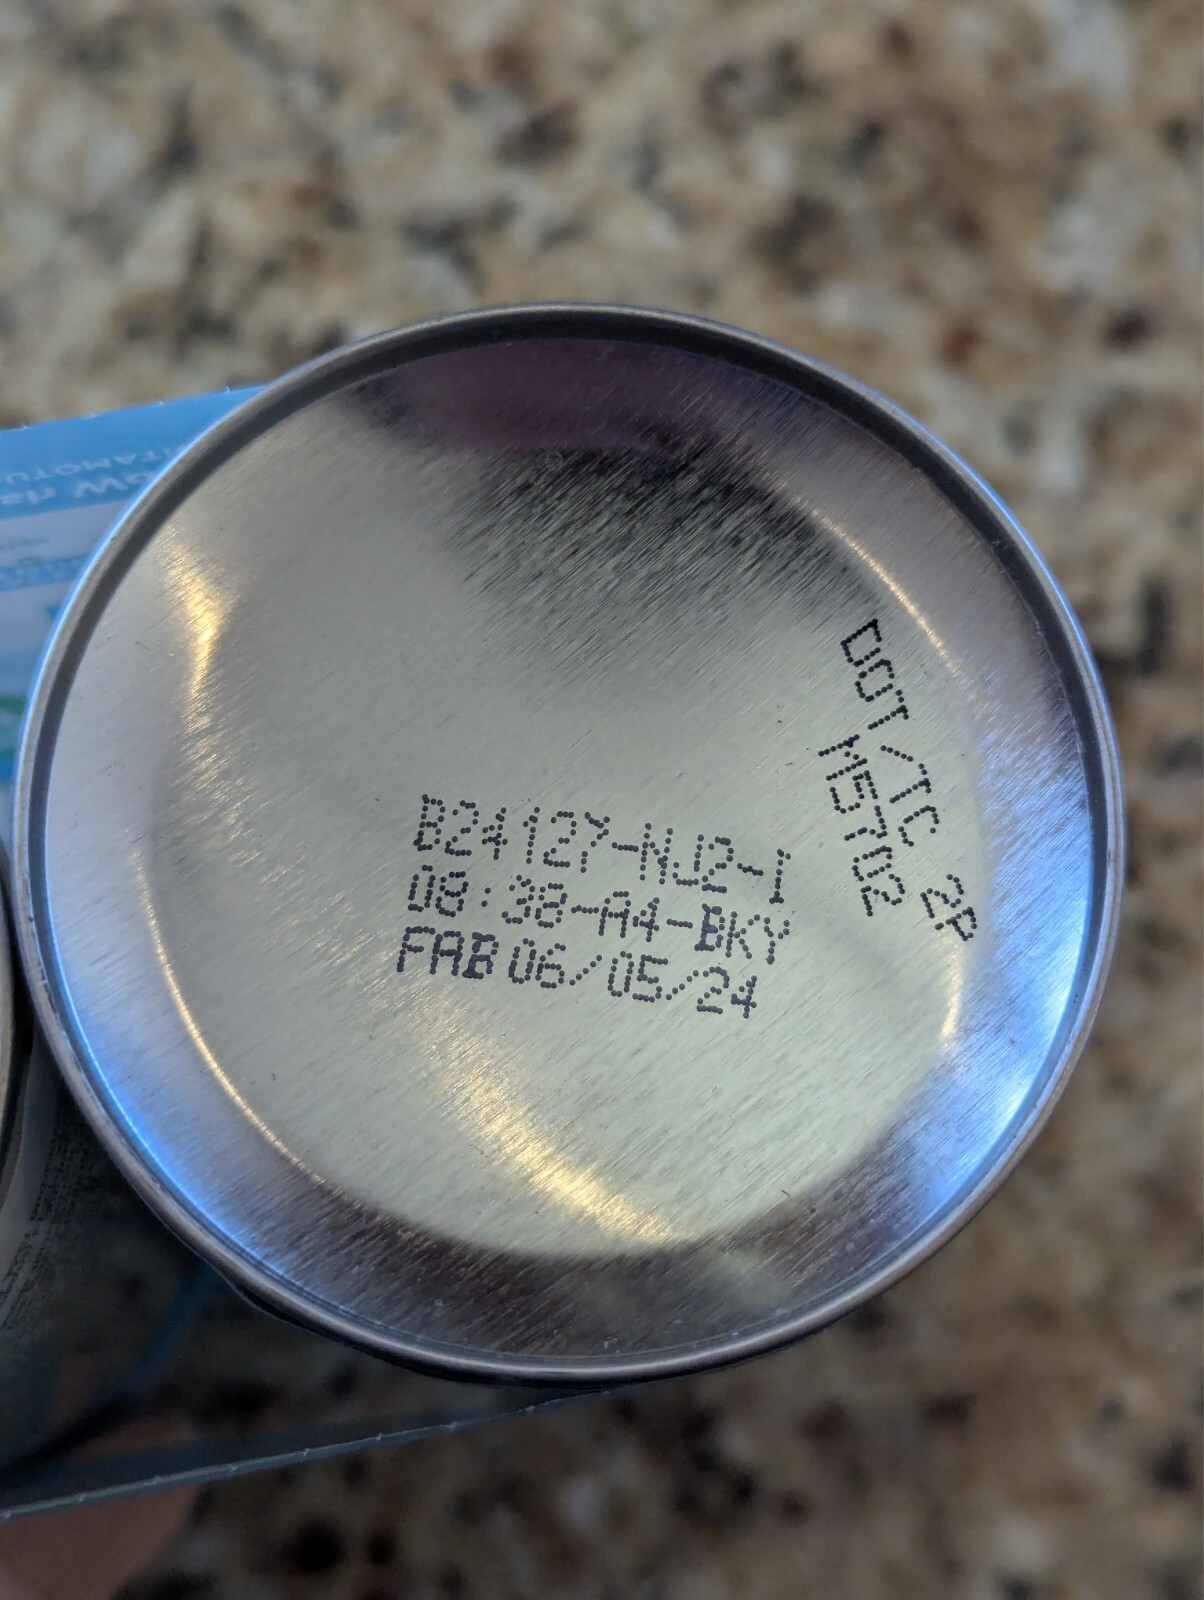 B24127-NJ2-1
08:38-A4-BKY
FAB 06/05/24
DOT/TC 2P
M5702